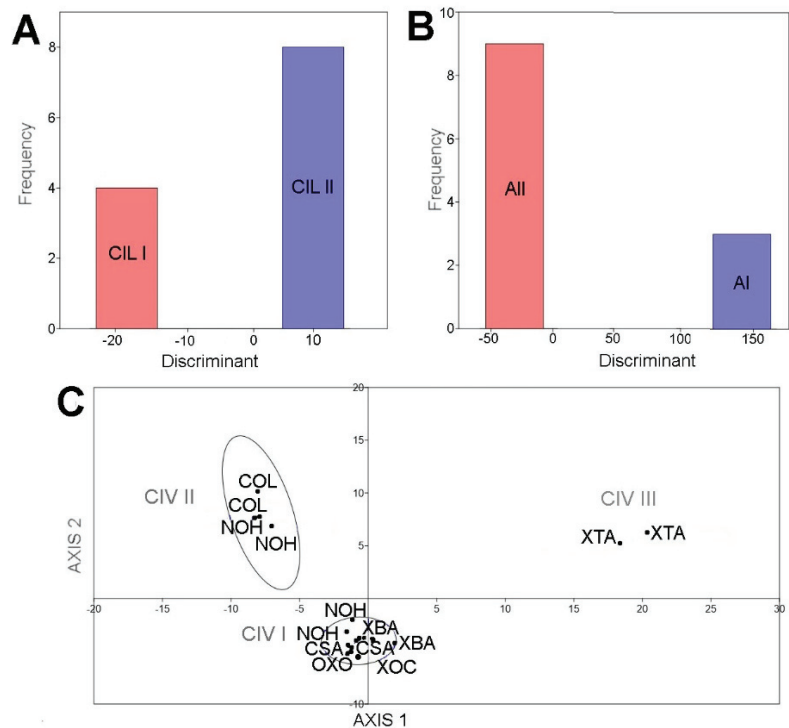 A
8
6
4
2
0
Frequency
CIL I
CIL II
-20
-10
0
10
Discriminant
B
10
8
6
4
2
0
Frequency
AII
AI
-50
0
50
100
150
Discriminant
C
20
15
10
5
-10
AXIS 2
CIV II
COL
COL
NOH
NOH
CIV III
XTA
XTA
-20
-15
-10
-5
5
10
15
20
25
30
CIV I
NOH
NOH
XBA
CSA
CSA
XBA
OXO
XOC
AXIS 1